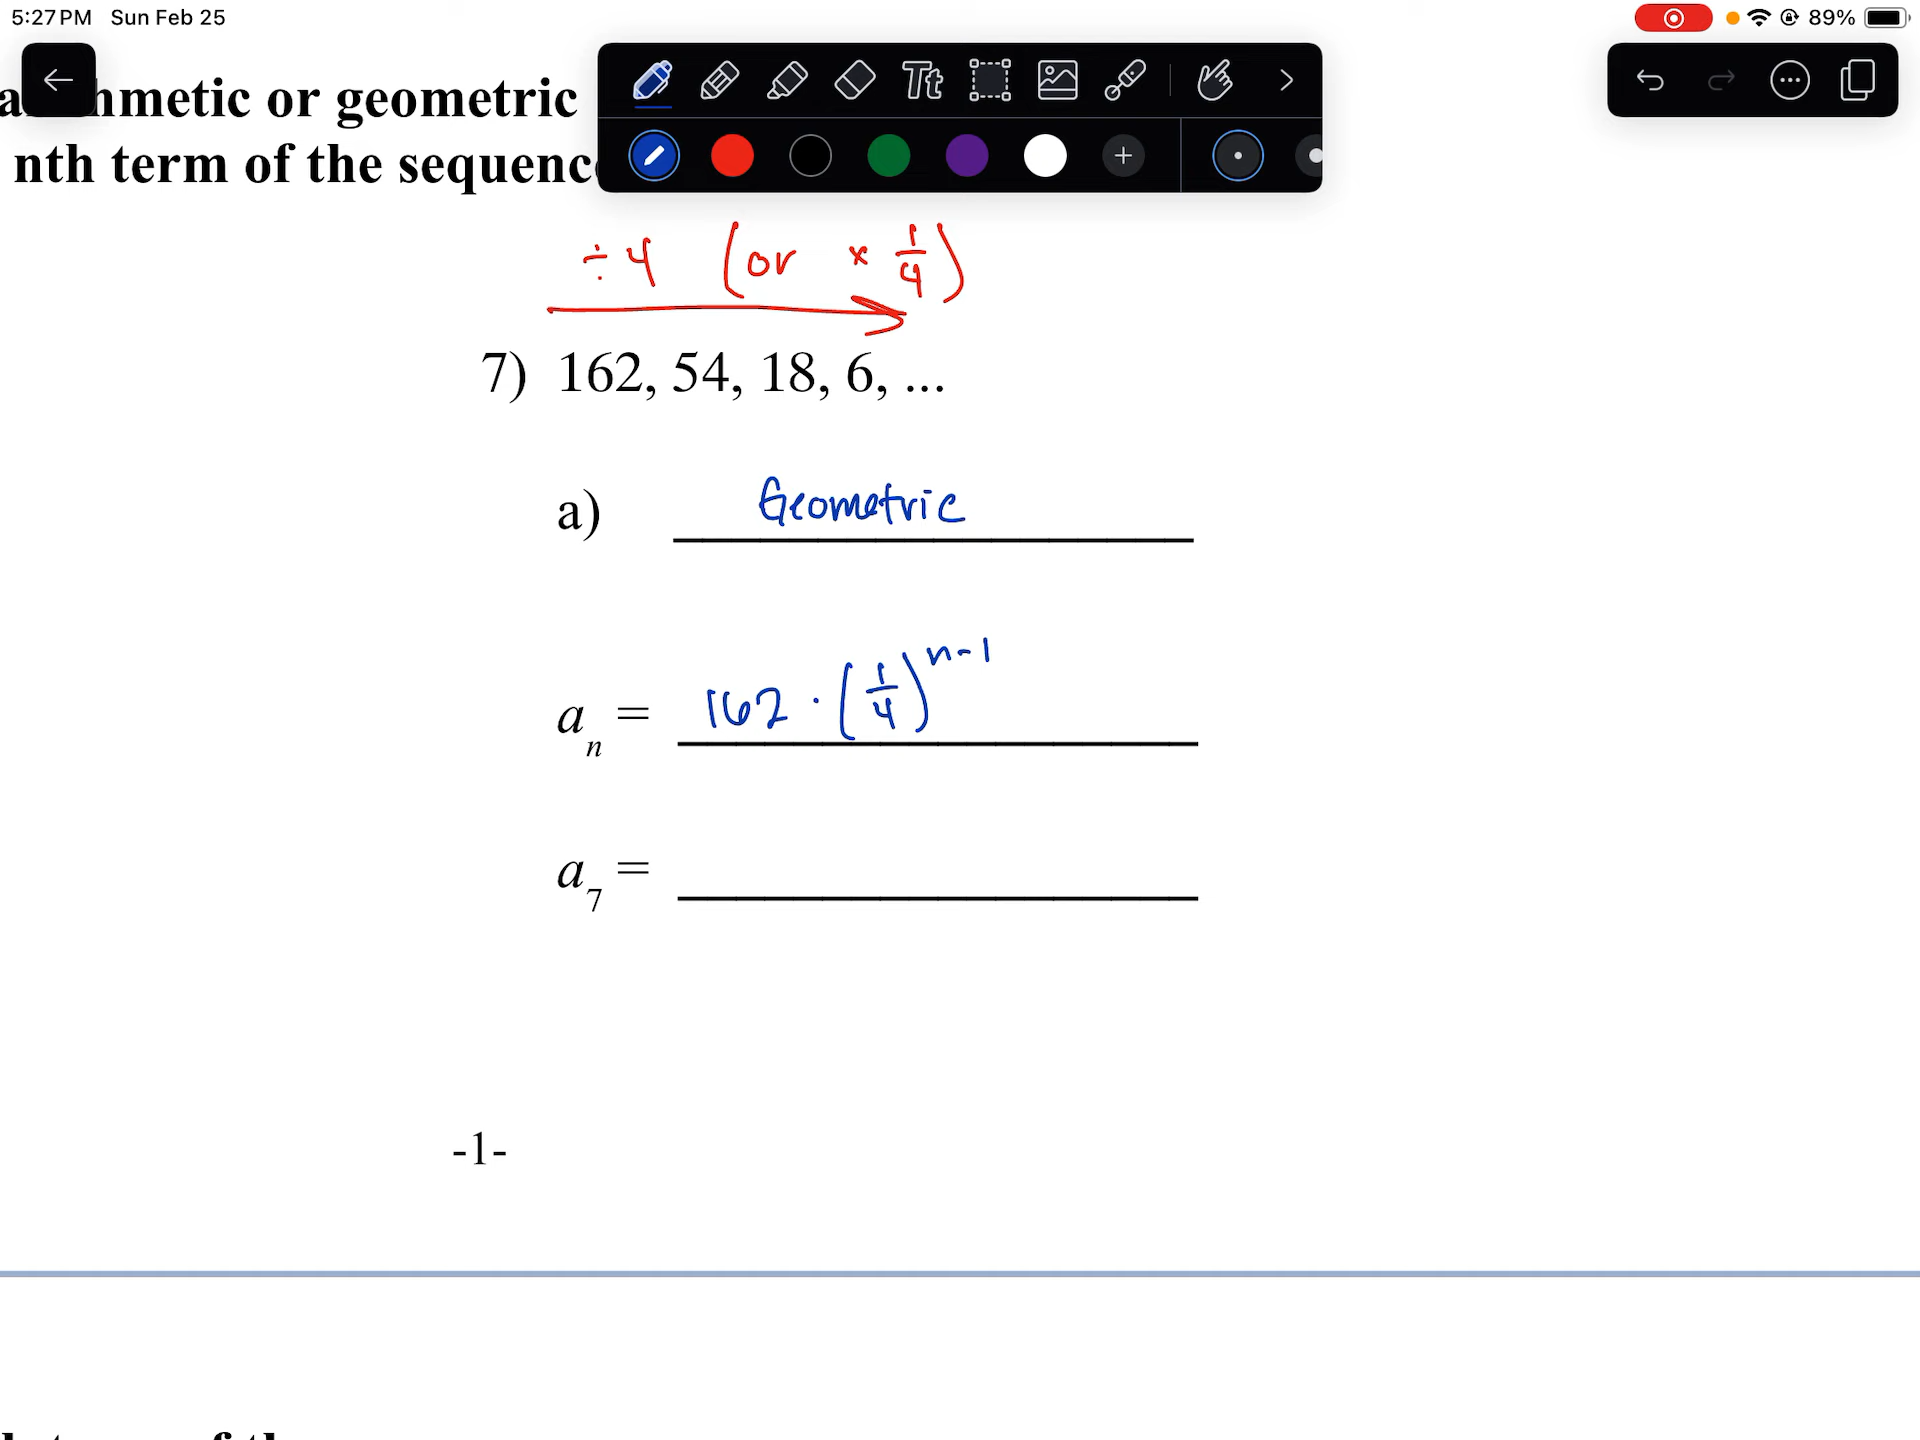 5:27 PM Sun Feb 25
89%
hmetic or geometric
Tt
nth term of the sequenc
÷4 (or × 1/4)
7) 162, 54, 18, 6, ...
a) Geometric
aₙ = 162 · (1/4)ⁿ⁻¹
a₇ =
-1-